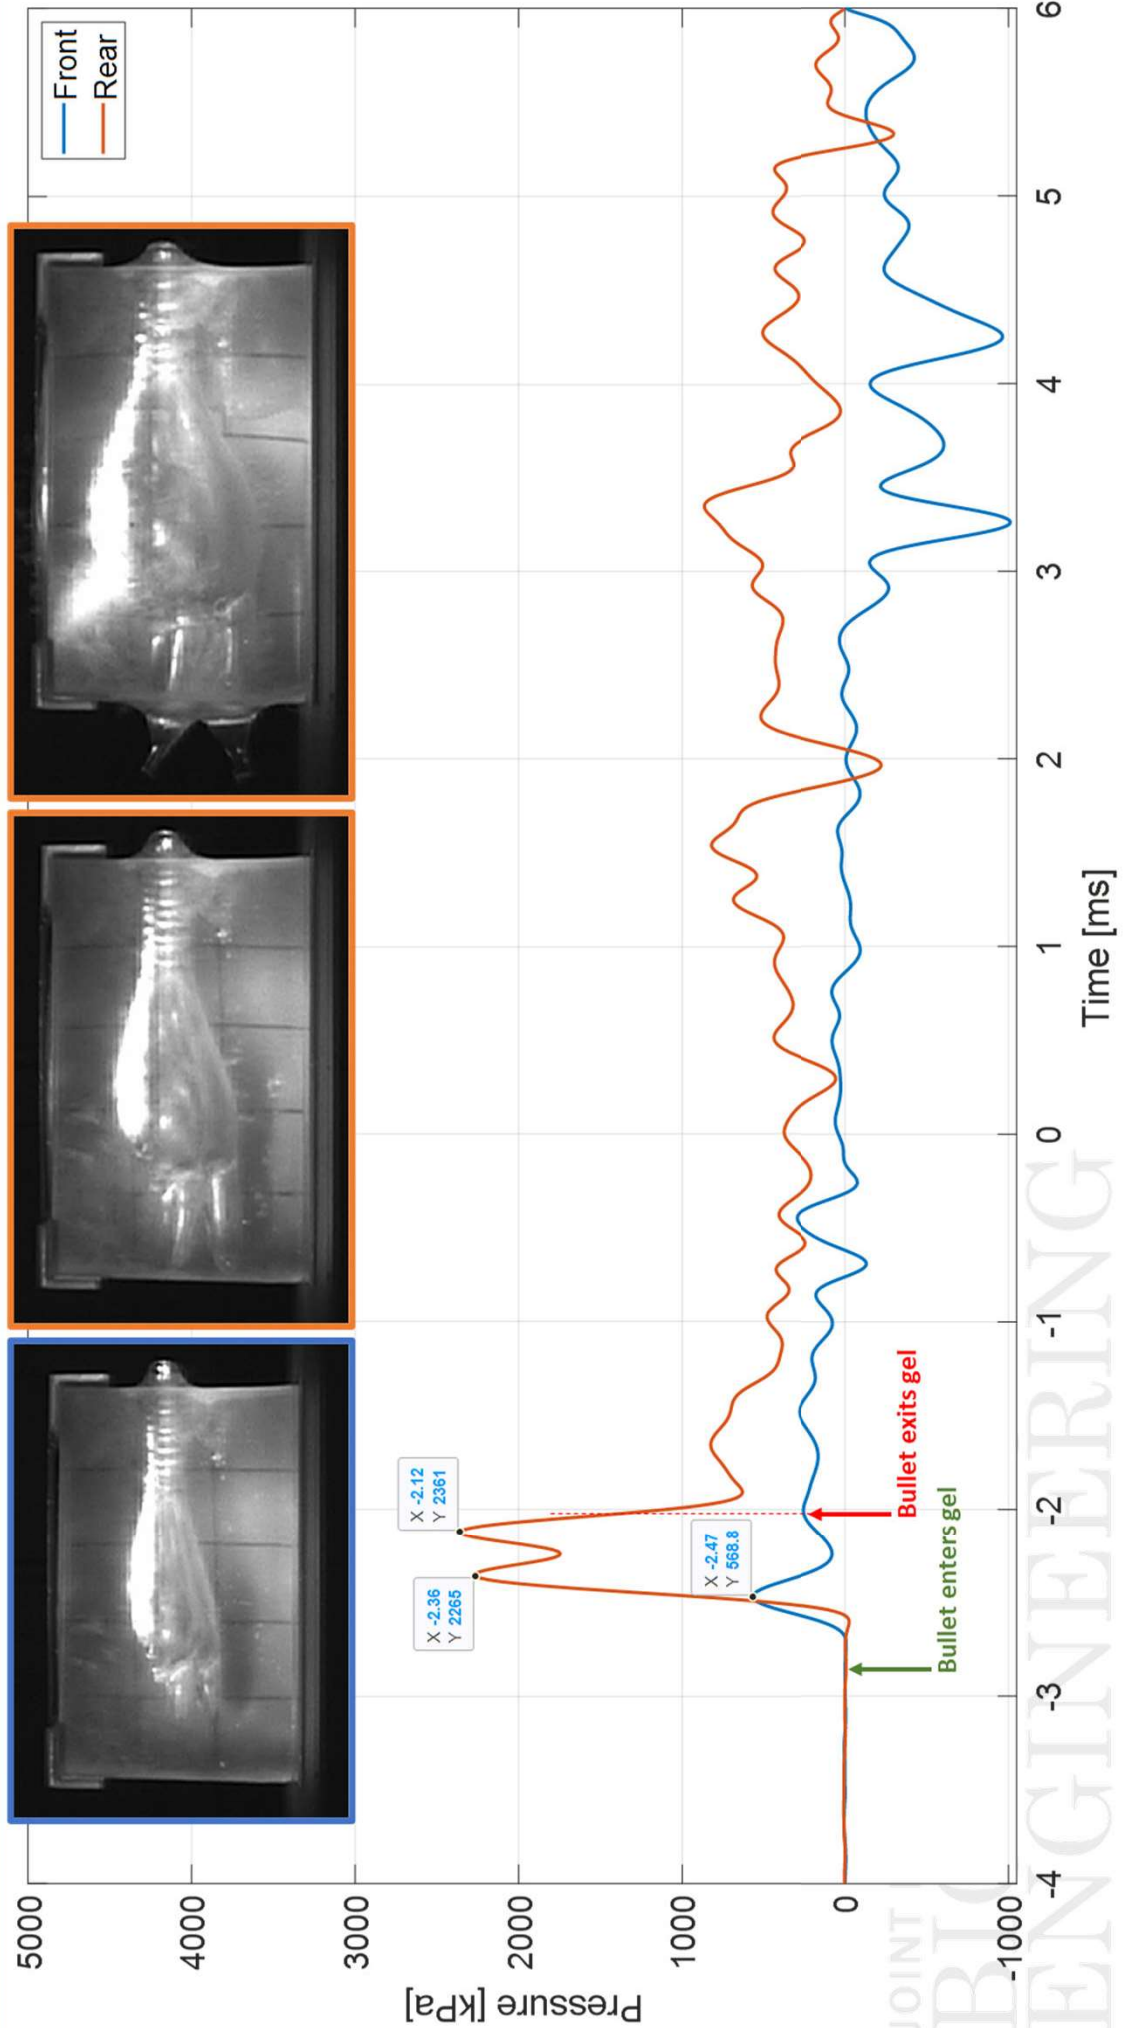 Front
Rear
5000
4000
3000
2000
1000
0
-1000
Pressure [kPa]
X -2.36
Y 2265
X -2.12
Y 2361
X -2.47
Y 568.8
Bullet enters gel
Bullet exits gel
-4
-3
-2
-1
0
1
2
3
4
5
6
Time [ms]
JOINT
ENGINEERING